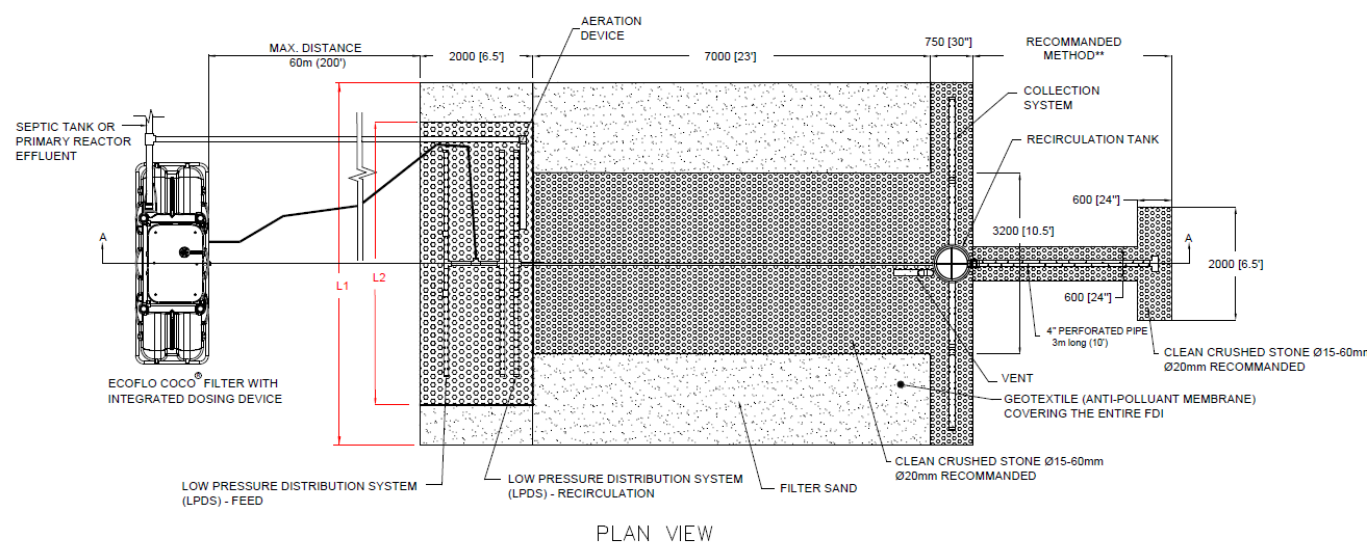 AERATION
DEVICE
MAX. DISTANCE
60m (200')
2000 [6.5']
7000 [23']
750 [30"]
RECOMMANDED
METHOD**
COLLECTION
SYSTEM
SEPTIC TANK OR
PRIMARY REACTOR
EFFLUENT
RECIRCULATION TANK
600 [24"]
3200 [10.5']
A
A
2000 [6.5']
L1
L2
600 [24"]
4" PERFORATED PIPE
3m long (10')
CLEAN CRUSHED STONE Ø15-60mm
Ø20mm RECOMMANDED
VENT
ECOFLO COCO® FILTER WITH
INTEGRATED DOSING DEVICE
GEOTEXTILE (ANTI-POLLUANT MEMBRANE)
COVERING THE ENTIRE FDI
CLEAN CRUSHED STONE Ø15-60mm
Ø20mm RECOMMANDED
LOW PRESSURE DISTRIBUTION SYSTEM
(LPDS) - FEED
LOW PRESSURE DISTRIBUTION SYSTEM
(LPDS) - RECIRCULATION
FILTER SAND
PLAN VIEW